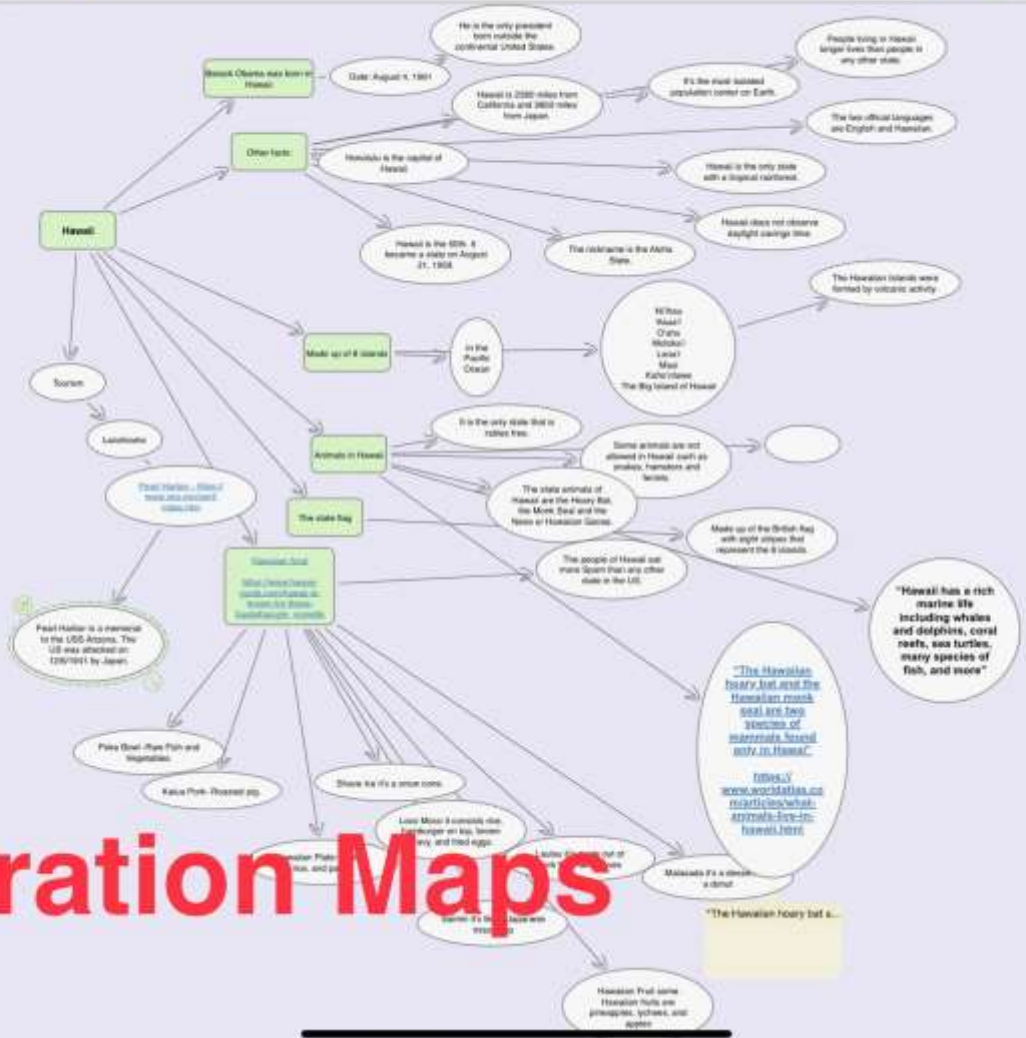 He is the only president
born outside the
continental United States.
Barack Obama was born in
Hawaii
Date: August 4, 1961
People living in Hawaii
longer lives than people in
any other state.
It's the most isolated
population center on Earth.
Hawaii is
California and
from Japan.
The two official languages
are English and Hawaiian.
Other facts:
Honolulu is the capital of
Hawaii
Hawaii is the only state
with a tropical rainforest.
Hawaii
Hawaii does not observe
daylight savings time.
Hawaii is the 50th. It
became a state on August
21, 1959.
The nickname is the Aloha
State.
The Hawaiian Islands were
formed by volcanic activity
Made up of 8 islands
in the
Pacific
Ocean
Ni'ihau
Kaua'i
O'ahu
Moloka'i
Lana'i
Maui
Kaho'olawe
The Big Island of Hawaii
Tourism
Landmarks
It is the only state that is
rabies free.
Animals in Hawaii
Some animals are not
allowed in Hawaii such as
snakes, hamsters and
Pearl Harbor -
The state animals of
Hawaii are the Hoary Bat,
the Monk Seal and the
Nene or Hawaiian Goose.
The state flag
Made up of the British flag
with eight stripes that
represent the 8 islands.
Hawaiian food
The people of Hawaii eat
more Spam than any other
state in the US.
"Hawaii has a rich
marine life
including whales
and dolphins, coral
reefs, sea turtles,
many species of
fish, and more"
Pearl Harbor is a memorial
to the USS Arizona. The
US was attacked on
by Japan.
"The Hawaiian
hoary bat and the
Hawaiian monk
seal are two
species of
mammals found
only in Hawaii"
https://
www.worldatlas.co
m/articles/what-
animals-live-in-
hawaii.html
Poke Bowl -Raw Fish and
Vegetables
Kalua Pork- Roasted pig.
Shave Ice it's a snow cone.
Loco Moco it consists rice,
hamburger on top, brown
and fried eggs.
Malasada it's a
a donut
ration Maps
"The Hawaiian hoary bat a...
Hawaiian Fruit some
Hawaiian fruits are
pineapples, lychees, and
apples